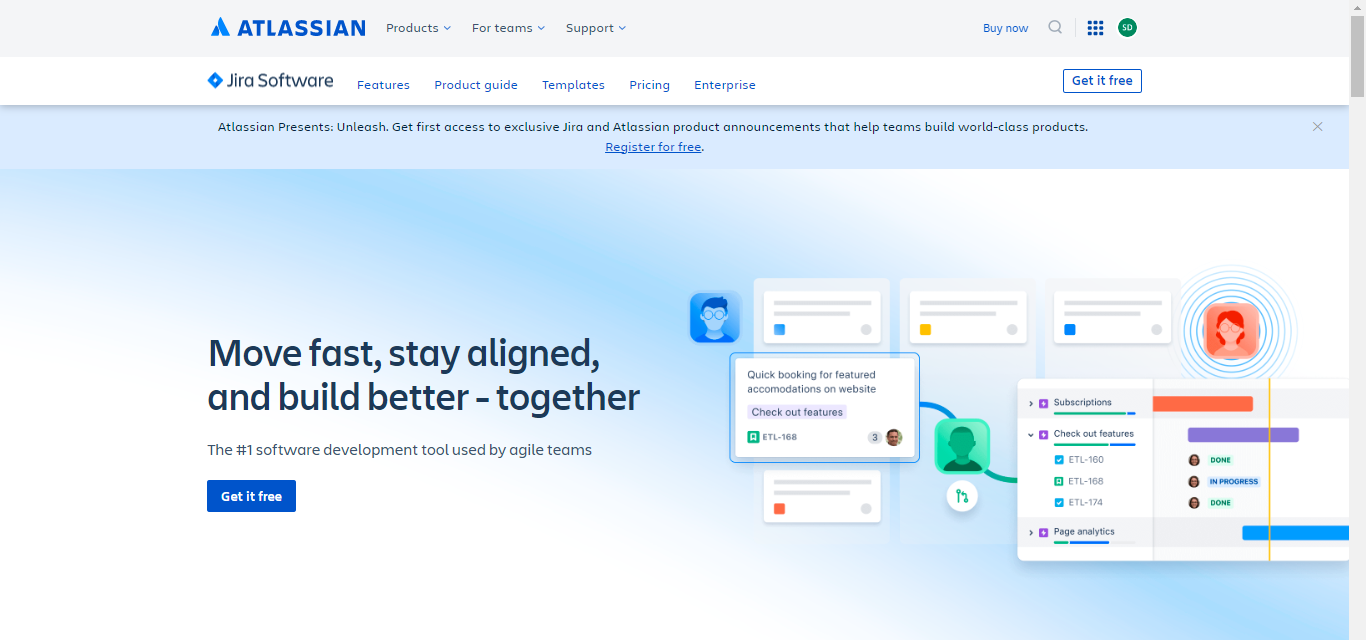 ATLASSIAN Products For teams Support Buy now SD
Jira Software Features Product guide Templates Pricing Enterprise Get it free
Atlassian Presents: Unleash. Get first access to exclusive Jira and Atlassian product announcements that help teams build world-class products.
Register for free.
Move fast, stay aligned,
and build better - together
The #1 software development tool used by agile teams
Get it free
Quick booking for featured
accomodations on website
Check out features
ETL-168 3
Subscriptions
Check out features
ETL-160 DONE
ETL-168 IN PROGRESS
ETL-174 DONE
Page analytics